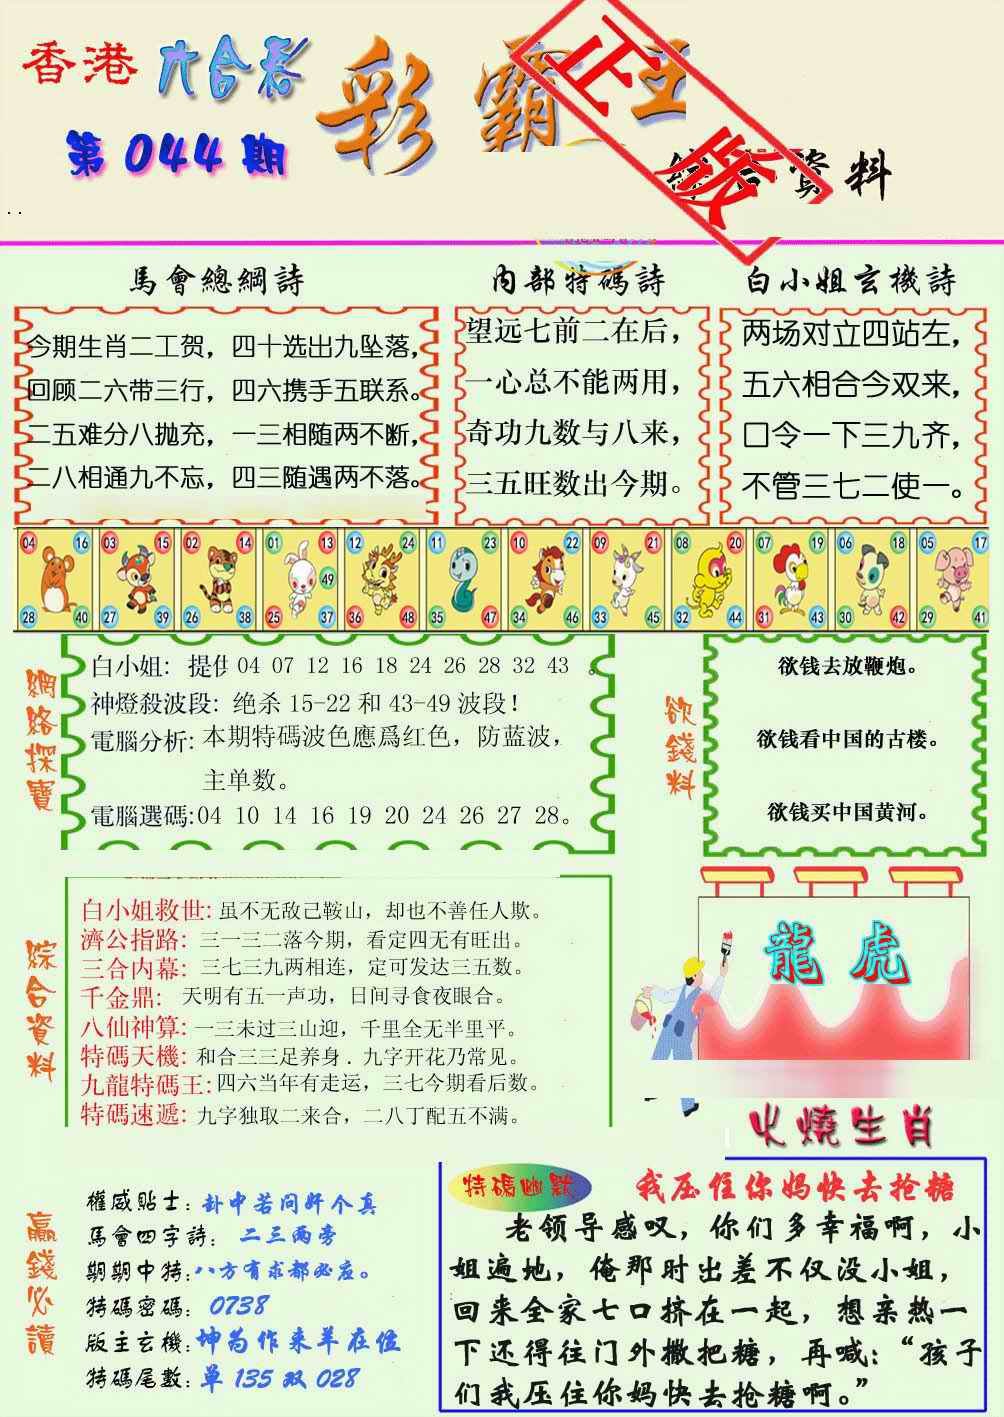 香港 六合彩 彩霸王
正版
第044期
綜合資料
馬會總綱詩
今期生肖二工贺，四十选出九坠落，
回顾二六带三行，四六携手五联系。
二五难分八抛充，一三相随两不断，
二八相通九不忘，四三随遇两不落。
内部特碼詩
望远七前二在后，
一心总不能两用，
奇功九数与八来，
三五旺数出今期。
白小姐玄機詩
两场对立四站左，
五六相合今双来，
口令一下三九齐，
不管三七二使一。
04 16 03 15 02 14 01 13 12 24 11 23 10 22 09 21 08 20 07 19 06 18 05 17
49
28 40 27 39 26 38 25 37 36 48 35 47 34 46 33 45 32 44 31 43 30 42 29 41
網絡探寶
白小姐: 提供 04 07 12 16 18 24 26 28 32 43 。
神燈殺波段: 绝杀 15-22 和 43-49 波段！
電腦分析: 本期特碼波色應爲红色，防蓝波，
主单数。
電腦選碼:04 10 14 16 19 20 24 26 27 28。
欲錢料
欲钱去放鞭炮。
欲钱看中国的古楼。
欲钱买中国黄河。
綜合資料
白小姐救世: 虽不无敌己鞍山，却也不善任人欺。
濟公指路: 三一三二落今期，看定四无有旺出。
三合内幕: 三七三九两相连，定可发达三五数。
千金鼎: 天明有五一声功，日间寻食夜眼合。
八仙神算: 一三未过三山迎，千里全无半里平。
特碼天機: 和合三三足养身．九字开花乃常见。
九龍特碼王: 四六当年有走运，三七今期看后数。
特碼速遞: 九字独取二来合，二八丁配五不满。
龍虎
火燒生肖
贏錢必讀
權威貼士: 卦中若问奸个真
馬會四字詩: 二三两旁
期期中特: 八方有求都必应。
特碼密碼: 0738
版主玄機: 坤为作来羊在位
特碼尾數: 单 135 双 028
特碼幽默
我压住你妈快去抢糖
老领导感叹，你们多幸福啊，小
姐遍地，俺那时出差不仅没小姐，
回来全家七口挤在一起，想亲热一
下还得往门外撒把糖，再喊:“孩子
们我压住你妈快去抢糖啊。”